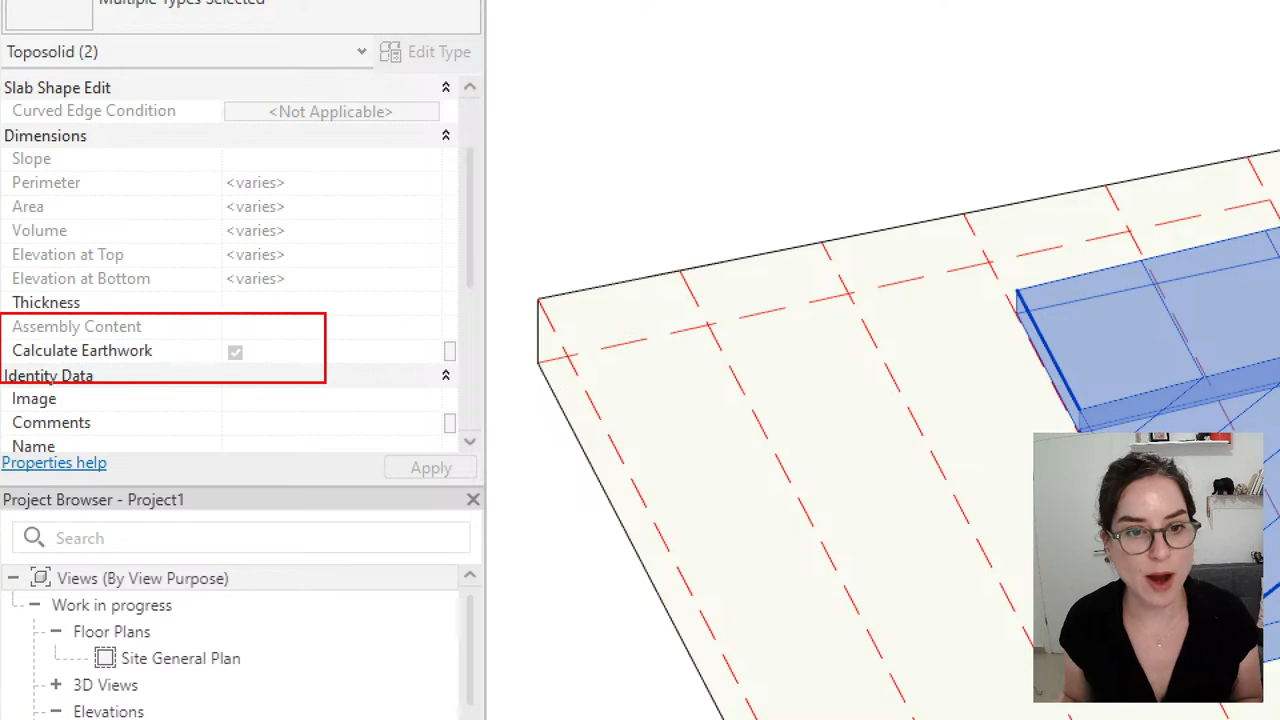 Multiple Types Selected
Toposolid (2)
Edit Type
Slab Shape Edit
Curved Edge Condition <Not Applicable>
Dimensions
Slope
Perimeter <varies>
Area <varies>
Volume <varies>
Elevation at Top <varies>
Elevation at Bottom <varies>
Thickness
Assembly Content
Calculate Earthwork
Identity Data
Image
Comments
Name
Properties help
Apply
Project Browser - Project1
Search
Views (By View Purpose)
Work in progress
Floor Plans
Site General Plan
3D Views
Elevations